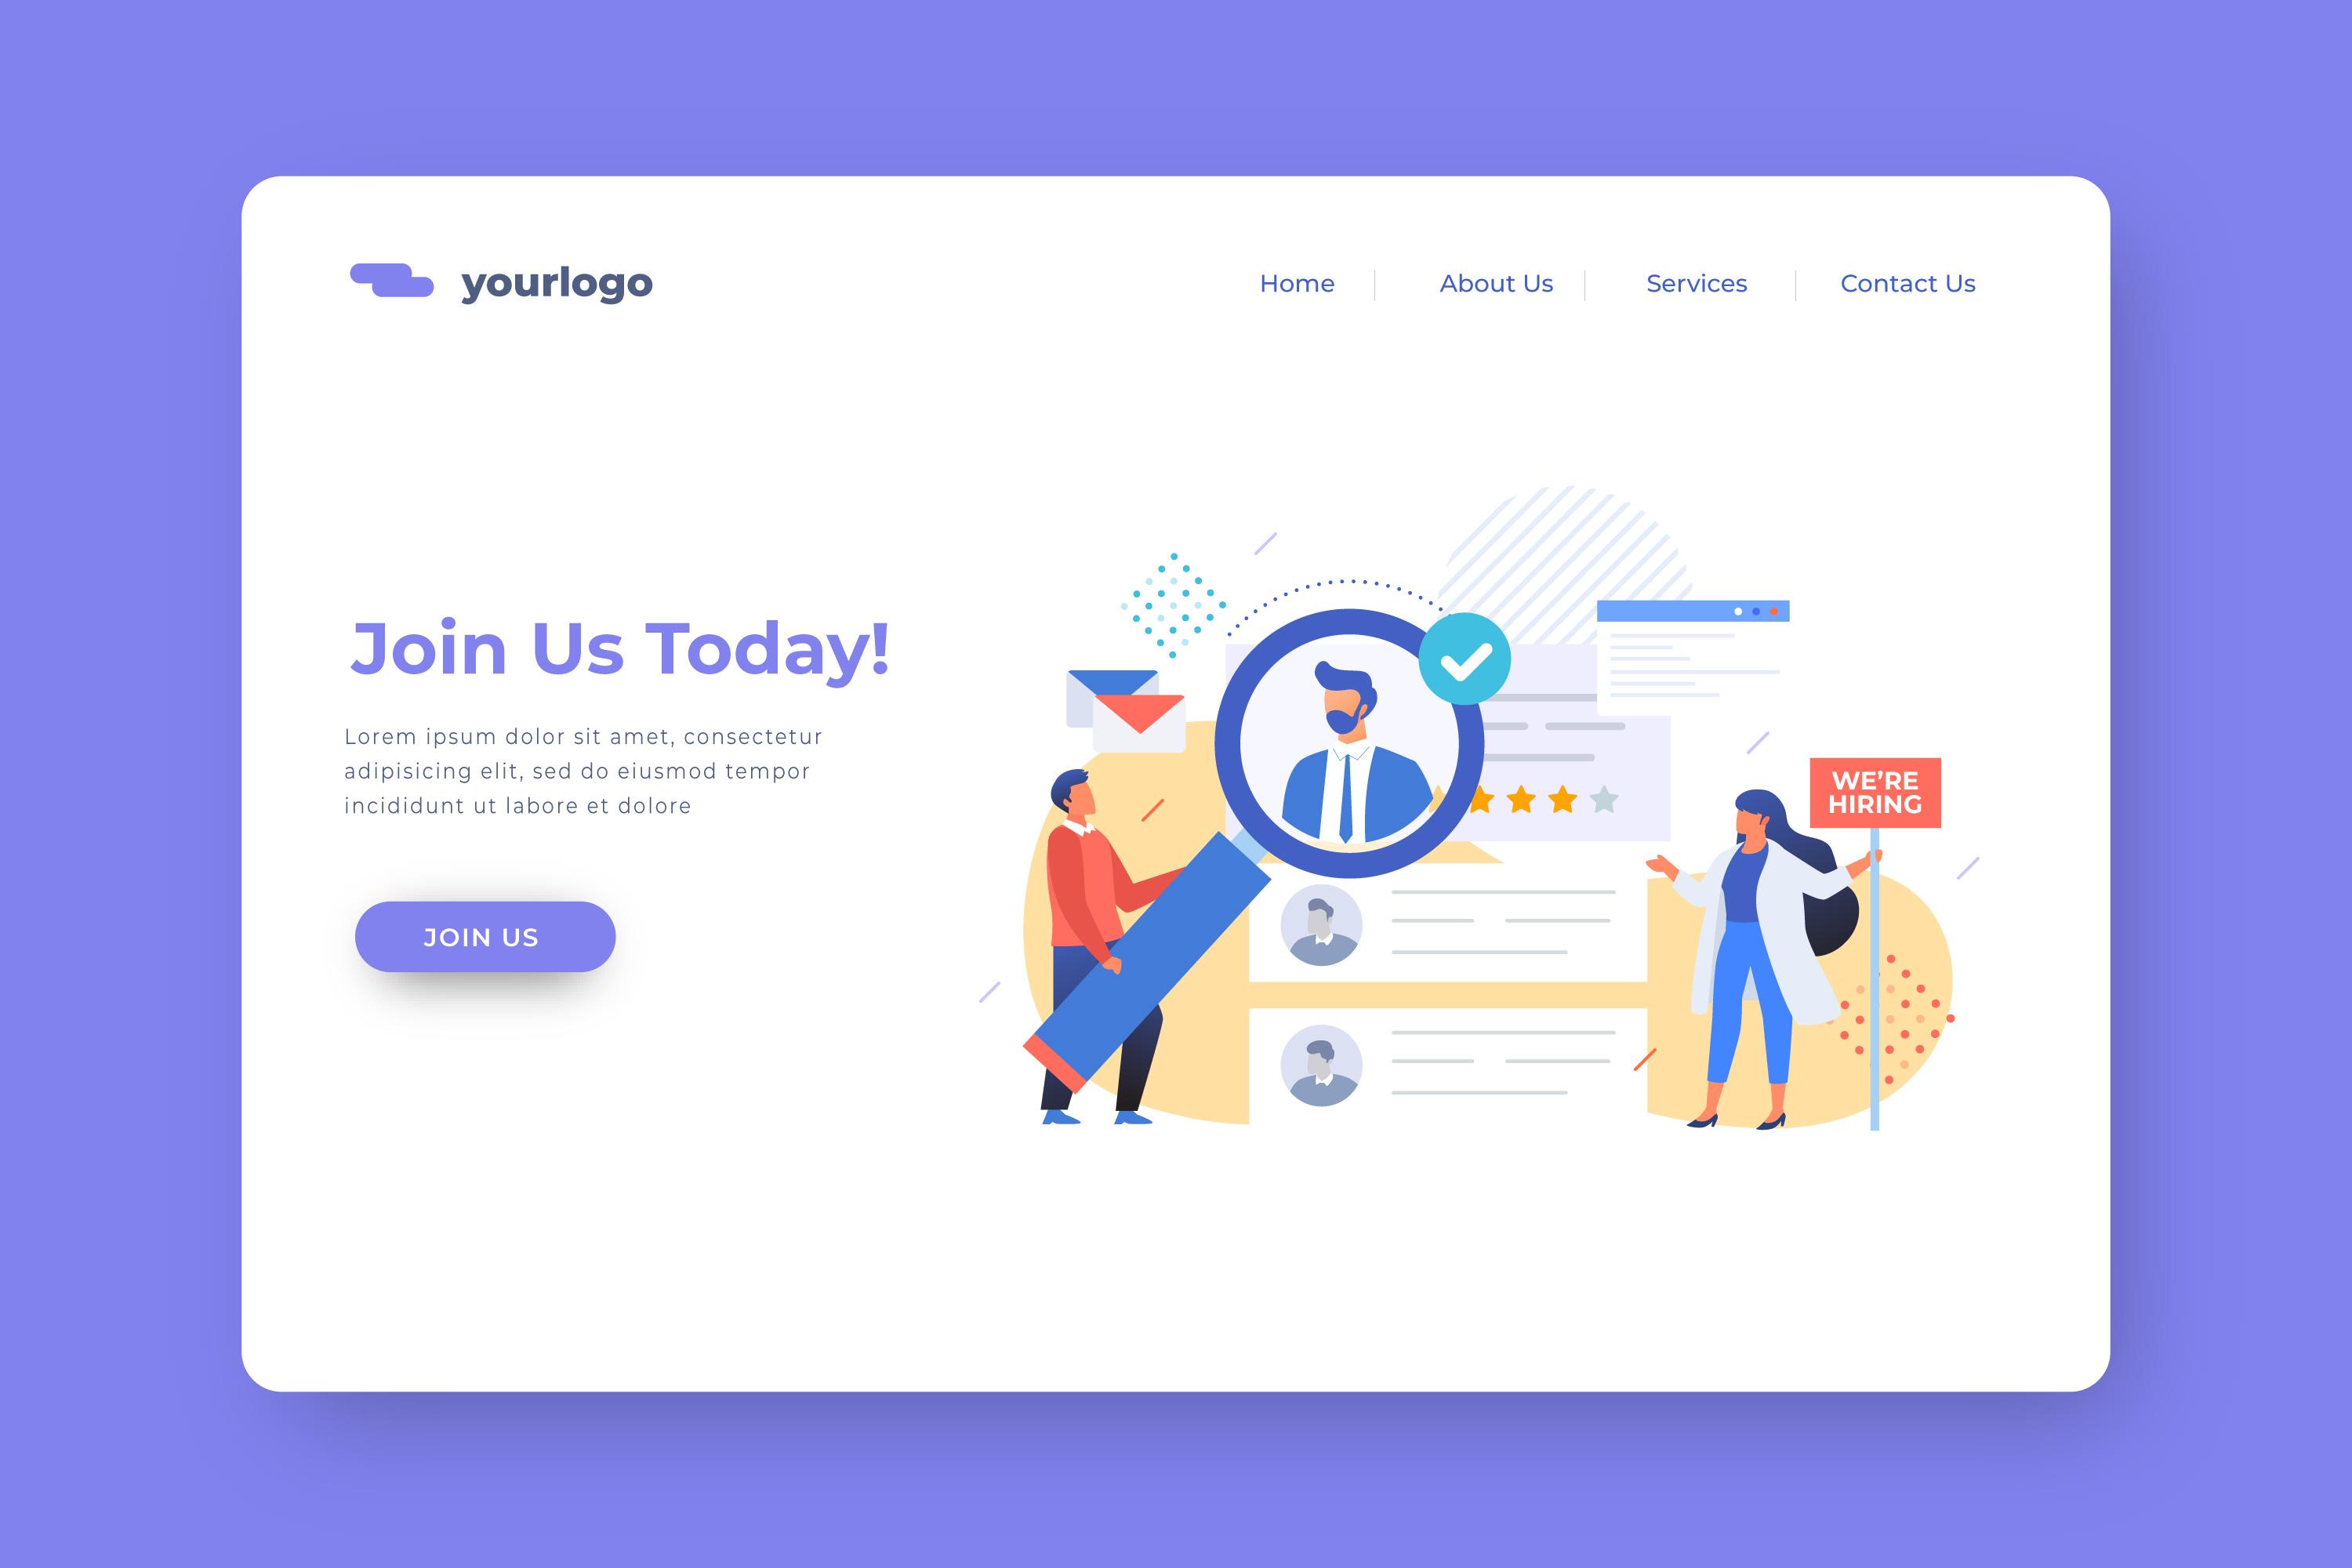 yourlogo
Home
About Us
Services
Contact Us
Join Us Today!
Lorem ipsum dolor sit amet, consectetur
adipisicing elit, sed do eiusmod tempor
incididunt ut labore et dolore
JOIN US
WE’RE
HIRING